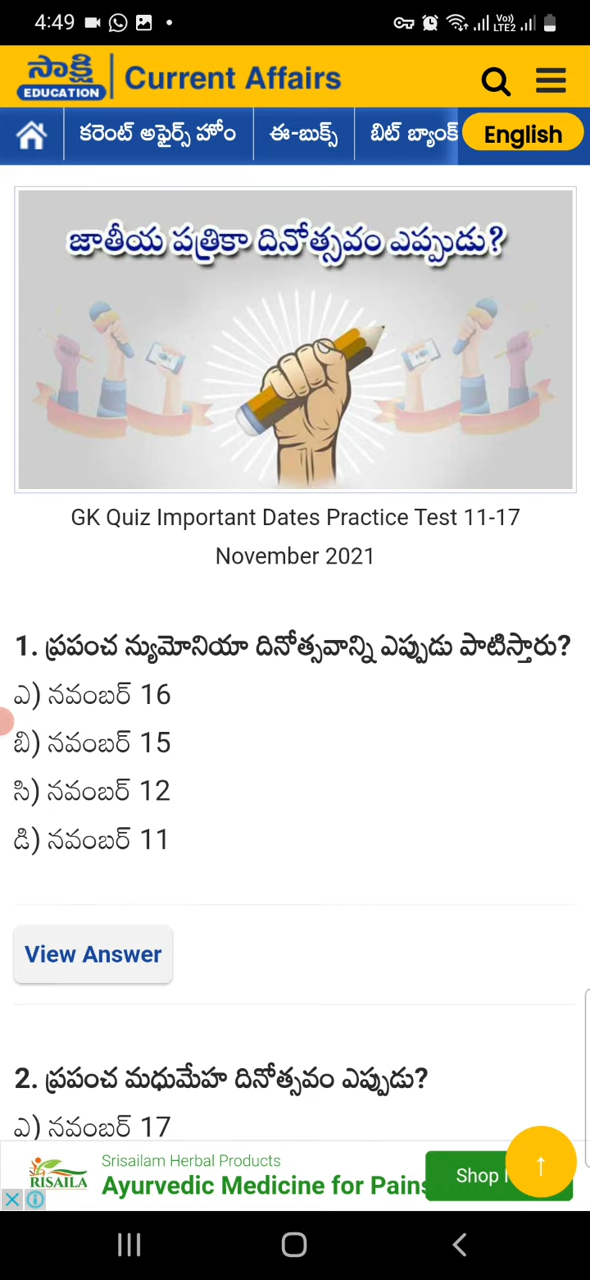 4:49
Vo))
LTE2
సాక్షి
EDUCATION
Current Affairs
కరెంట్ అఫైర్స్ హోం
ఈ-బుక్స్
బిట్ బ్యాంక్
English
జాతీయ పత్రికా దినోత్సవం ఎప్పుడు?
GK Quiz Important Dates Practice Test 11-17
November 2021
1. ప్రపంచ న్యుమోనియా దినోత్సవాన్ని ఎప్పుడు పాటిస్తారు?
ఎ) నవంబర్ 16
బి) నవంబర్ 15
సి) నవంబర్ 12
డి) నవంబర్ 11
View Answer
2. ప్రపంచ మధుమేహ దినోత్సవం ఎప్పుడు?
ఎ) నవంబర్ 17
RISAILA
Srisailam Herbal Products
Ayurvedic Medicine for Pains
Shop